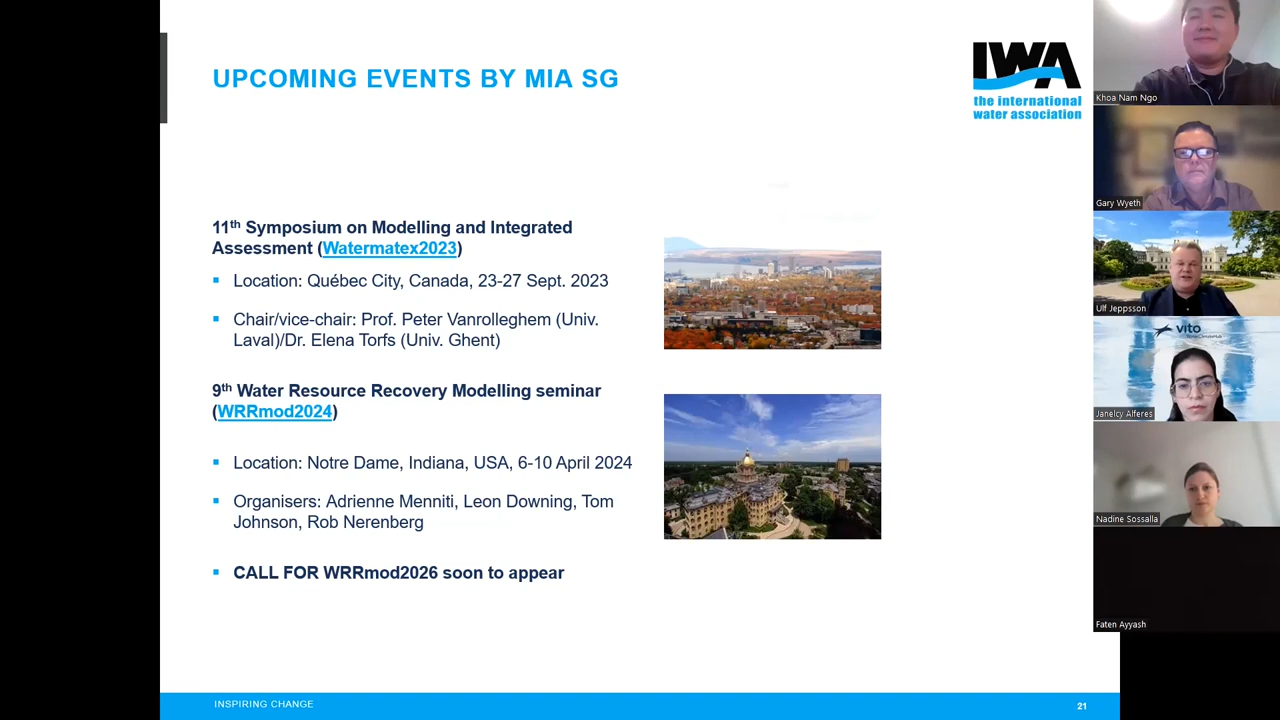 UPCOMING EVENTS BY MIA SG
IWA
the international
water association
11th Symposium on Modelling and Integrated
Assessment (Watermatex2023)
▪ Location: Québec City, Canada, 23-27 Sept. 2023
▪ Chair/vice-chair: Prof. Peter Vanrolleghem (Univ.
Laval)/Dr. Elena Torfs (Univ. Ghent)
9th Water Resource Recovery Modelling seminar
(WRRmod2024)
▪ Location: Notre Dame, Indiana, USA, 6-10 April 2024
▪ Organisers: Adrienne Menniti, Leon Downing, Tom
Johnson, Rob Nerenberg
▪ CALL FOR WRRmod2026 soon to appear
INSPIRING CHANGE
21
Khoa Nam Ngo
Gary Wyeth
Ulf Jeppsson
vito
Janelcy Alferes
Nadine Sossalla
Faten Ayyash